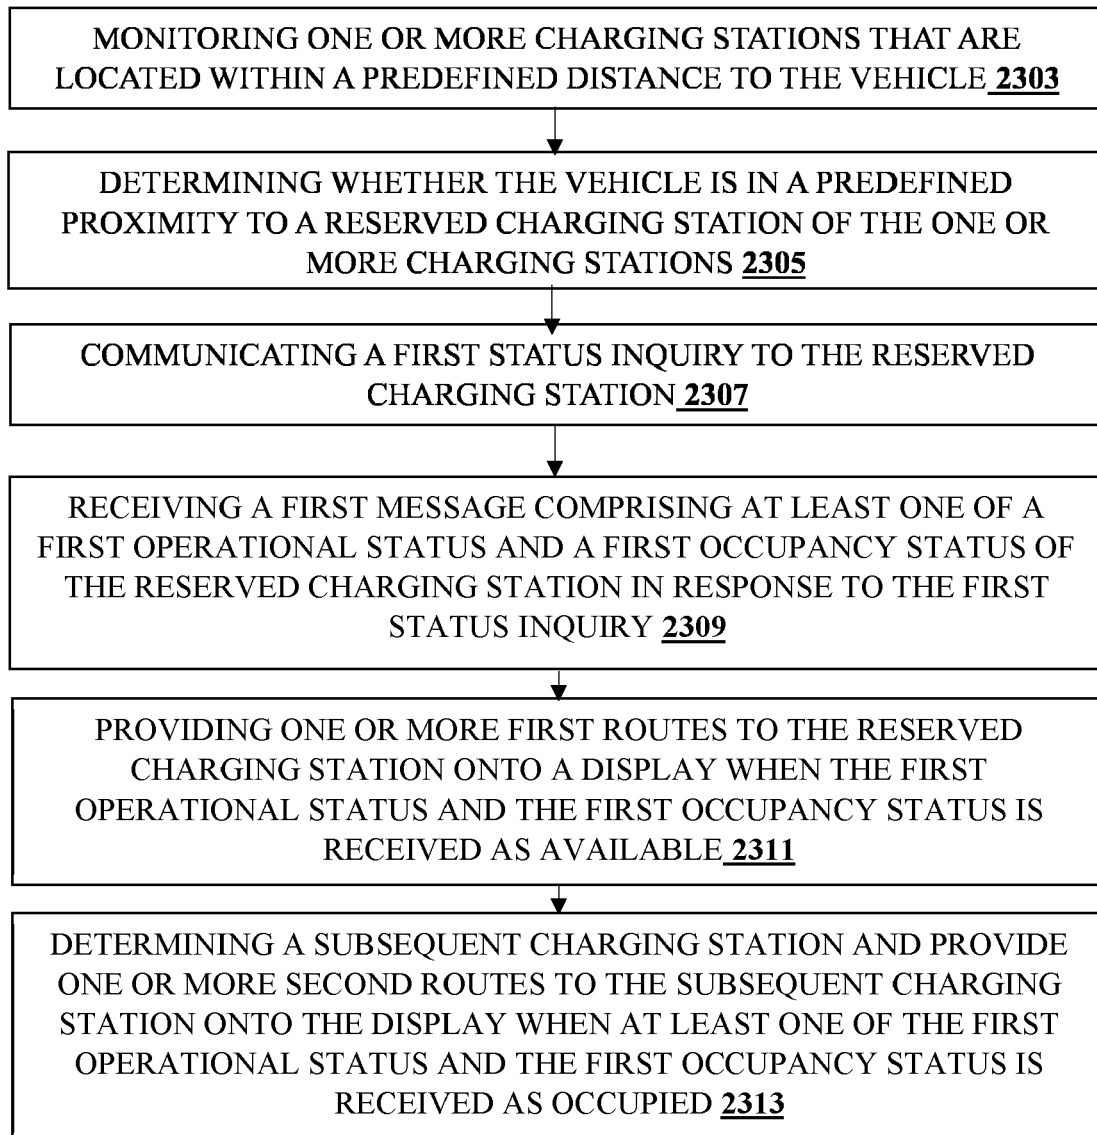 MONITORING ONE OR MORE CHARGING STATIONS THAT ARE
LOCATED WITHIN A PREDEFINED DISTANCE TO THE VEHICLE 2303
DETERMINING WHETHER THE VEHICLE IS IN A PREDEFINED
PROXIMITY TO A RESERVED CHARGING STATION OF THE ONE OR
MORE CHARGING STATIONS 2305
COMMUNICATING A FIRST STATUS INQUIRY TO THE RESERVED
CHARGING STATION 2307
RECEIVING A FIRST MESSAGE COMPRISING AT LEAST ONE OF A
FIRST OPERATIONAL STATUS AND A FIRST OCCUPANCY STATUS OF
THE RESERVED CHARGING STATION IN RESPONSE TO THE FIRST
STATUS INQUIRY 2309
PROVIDING ONE OR MORE FIRST ROUTES TO THE RESERVED
CHARGING STATION ONTO A DISPLAY WHEN THE FIRST
OPERATIONAL STATUS AND THE FIRST OCCUPANCY STATUS IS
RECEIVED AS AVAILABLE 2311
DETERMINING A SUBSEQUENT CHARGING STATION AND PROVIDE
ONE OR MORE SECOND ROUTES TO THE SUBSEQUENT CHARGING
STATION ONTO THE DISPLAY WHEN AT LEAST ONE OF THE FIRST
OPERATIONAL STATUS AND THE FIRST OCCUPANCY STATUS IS
RECEIVED AS OCCUPIED 2313